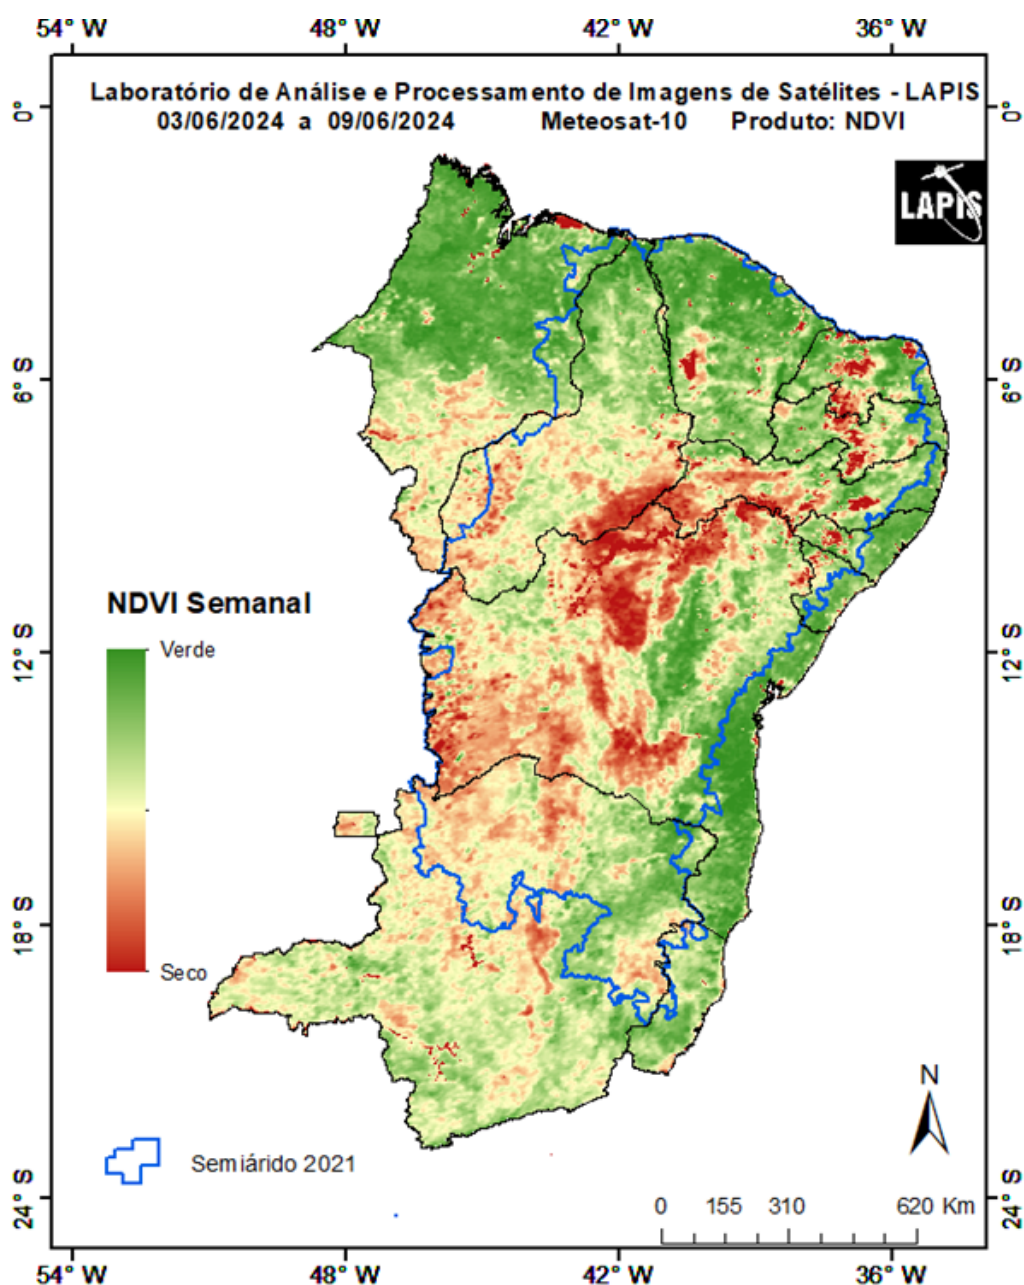 54° W 48° W 42° W 36° W
Laboratório de Análise e Processamento de Imagens de Satélites - LAPIS
03/06/2024 a 09/06/2024 Meteosat-10 Produto: NDVI
0° 0°
LAPIS
6° S 6° S
NDVI Semanal
Verde
12° S 12° S
18° S 18° S
Seco
N
Semiárido 2021
24° S 24° S
0 155 310 620 Km
54° W 48° W 42° W 36° W